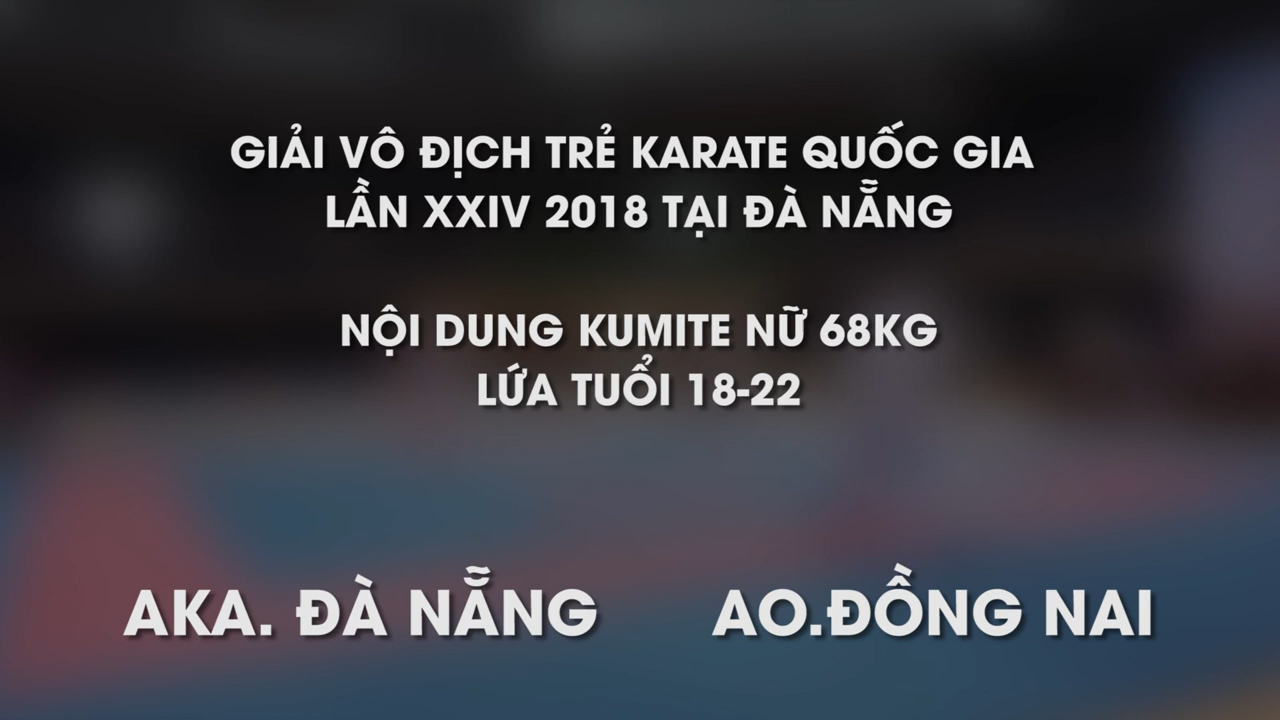 GIẢI VÔ ĐỊCH TRẺ KARATE QUỐC GIA
LẦN XXIV 2018 TẠI ĐÀ NẴNG
NỘI DUNG KUMITE NỮ 68KG
LỨA TUỔI 18-22
AKA. ĐÀ NẴNG AO.ĐỒNG NAI